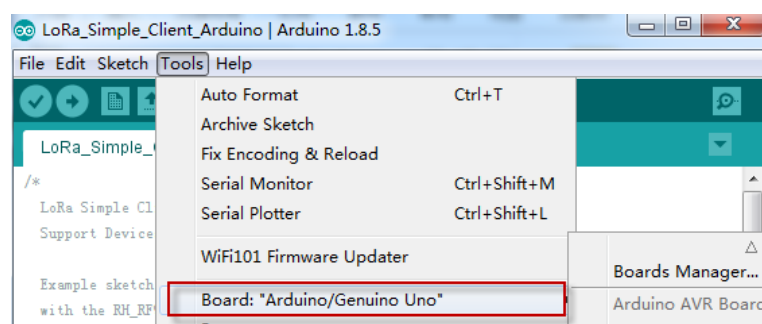 LoRa_Simple_Client_Arduino | Arduino 1.8.5
File Edit Sketch Tools Help
Auto Format Ctrl+T
Archive Sketch
LoRa_Simple_
Fix Encoding & Reload
/*
Serial Monitor Ctrl+Shift+M
LoRa Simple Cl
Serial Plotter Ctrl+Shift+L
Support Device
WiFi101 Firmware Updater
Boards Manager...
Example sketch
Board: "Arduino/Genuino Uno"
Arduino AVR Board
with the RH_RF